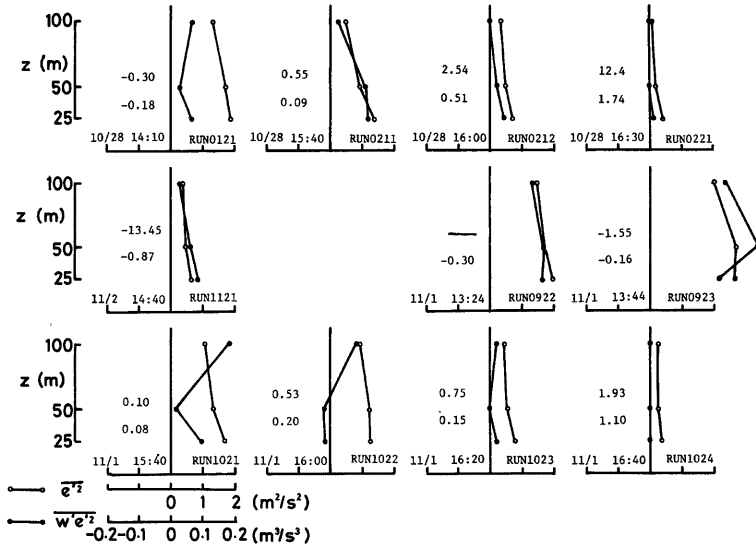 100
z (m)
50
25
-0.30
-0.18
10/28 14:10 RUN0121
0.55
0.09
10/28 15:40 RUN0211
2.54
0.51
10/28 16:00 RUN0212
12.4
1.74
10/28 16:30 RUN0213
100
z (m)
50
25
-13.45
-0.87
11/2 14:40 RUN1121
—
-0.30
11/1 13:24 RUN0922
-1.55
-0.16
11/1 13:44 RUN0923
100
z (m)
50
25
0.10
0.08
11/1 15:40 RUN1021
0.53
0.20
11/1 16:00 RUN1022
0.75
0.15
11/1 16:20 RUN1023
1.93
1.10
11/1 16:40 RUN1024
e'²
0 1 2 (m²/s²)
w'e'²
-0.2 -0.1 0 0.1 0.2 (m³/s³)